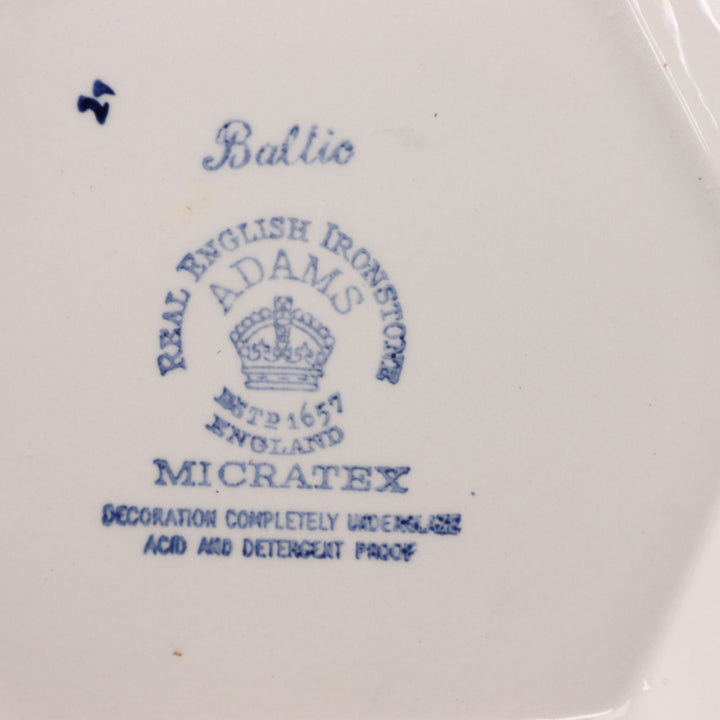 Baltic
REAL ENGLISH IRONSTONE
ADAMS
ESTD 1657
ENGLAND
MICRATEX
DECORATION COMPLETELY UNDERGLAZE
ACID AND DETERGENT PROOF